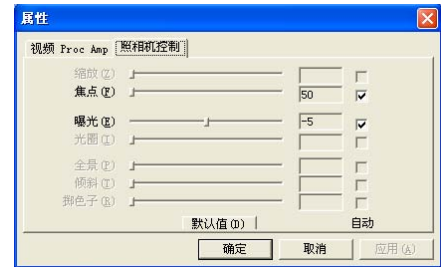 属性
视频 Proc Amp 照相机控制
缩放(Z)
焦点(F) 50
曝光(E) -5
光圈(I)
全景(P)
倾斜(T)
掷色子(R)
默认值(D) 自动
确定 取消 应用(A)